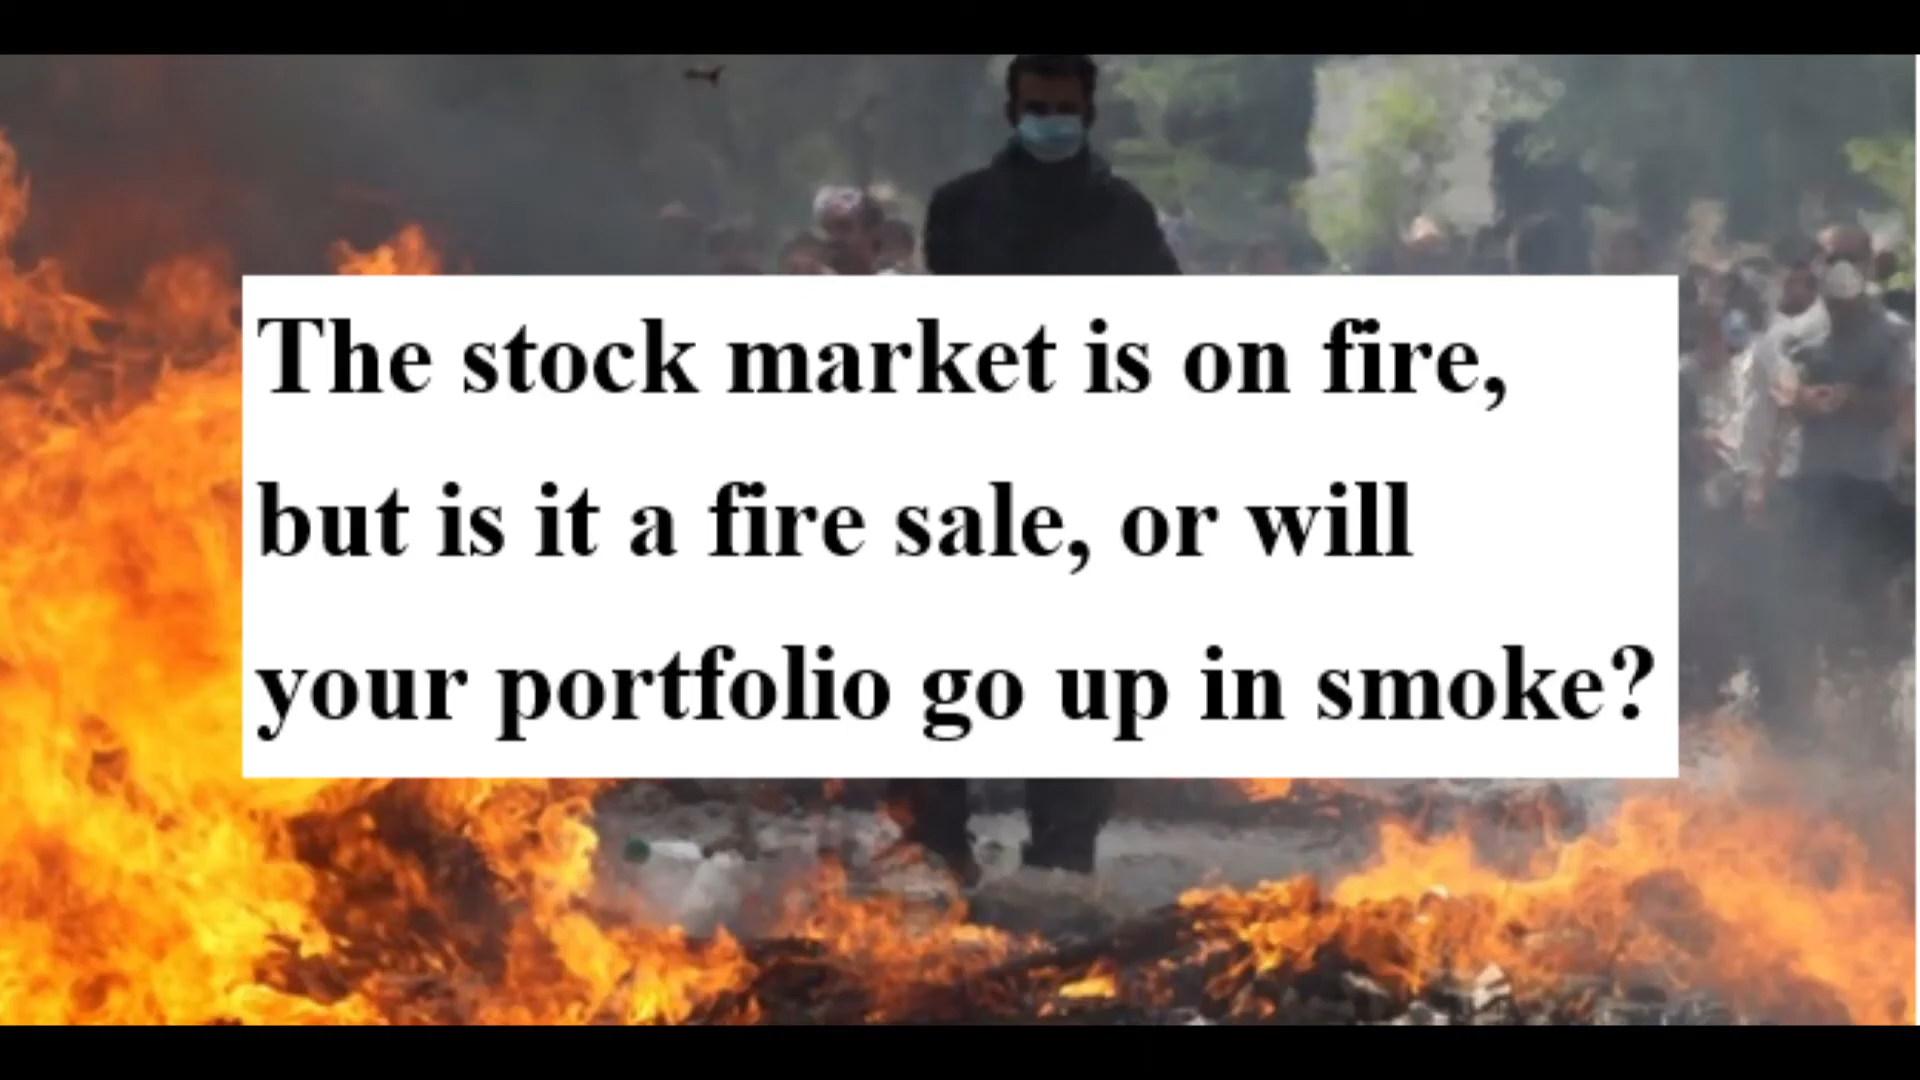 The stock market is on fire,
but is it a fire sale, or will
your portfolio go up in smoke?